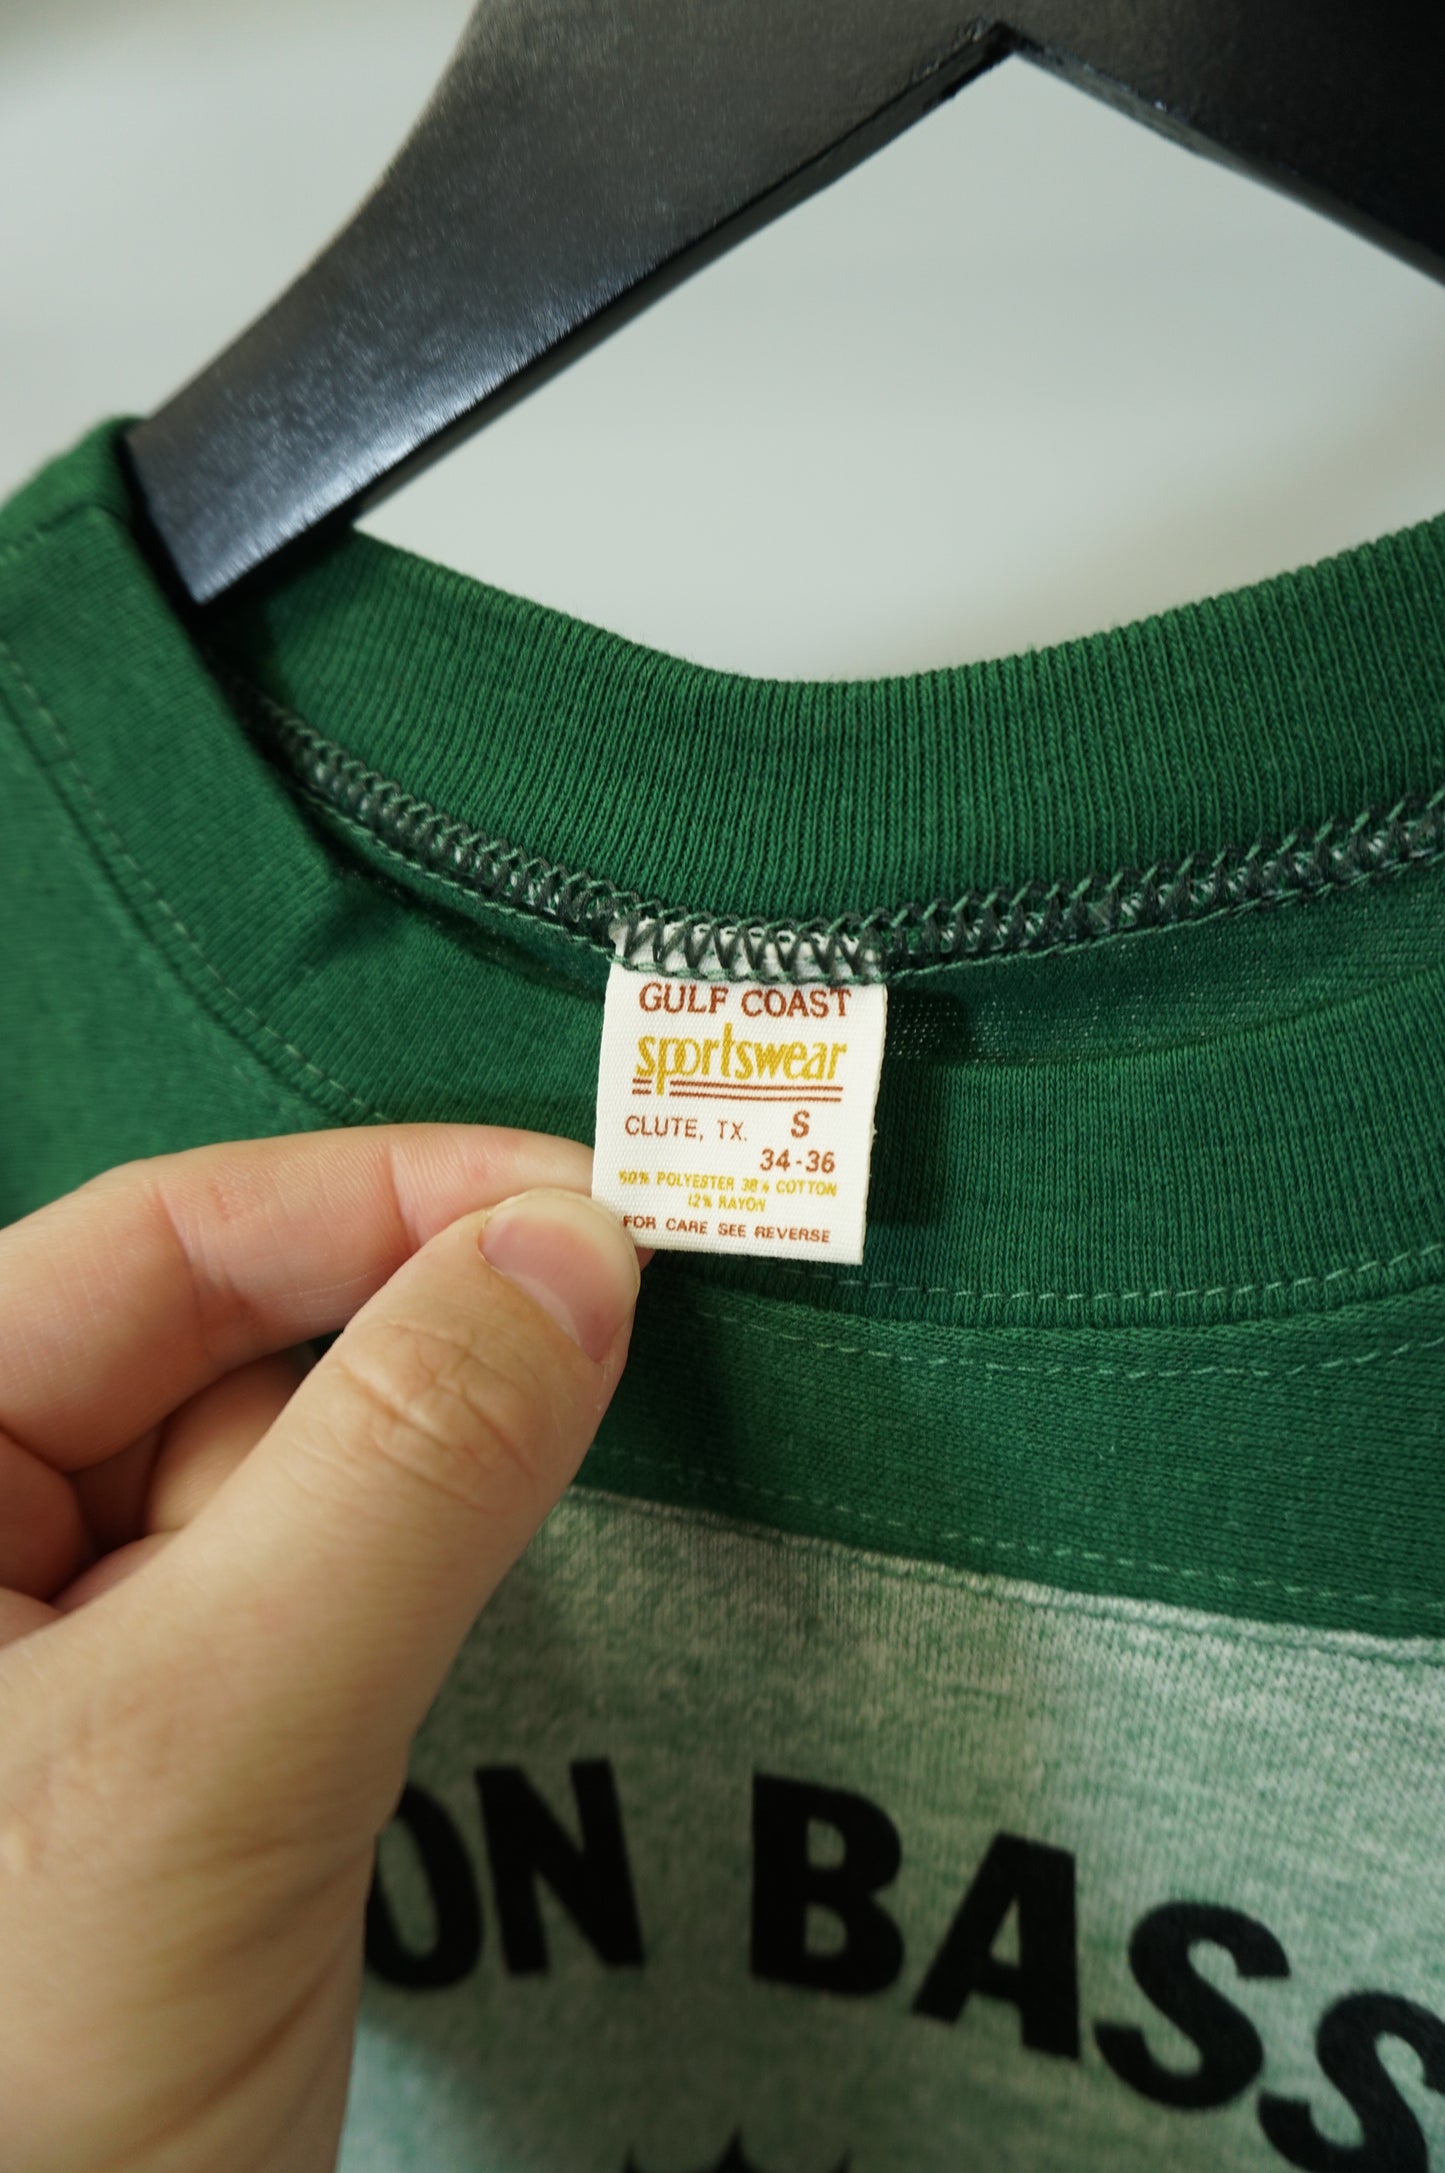 GULF COAST
sportswear
CLUTE, TX. S
34-36
50% POLYESTER 38% COTTON
12% RAYON
FOR CARE SEE REVERSE
ON BASS